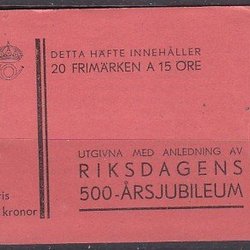 DETTA HÄFTE INNEHÅLLER
20 FRIMÄRKEN A 15 ÖRE
UTGIVNA MED ANLEDNING AV
RIKSDAGENS
500-ÅRSJUBILEUM
ris
kronor